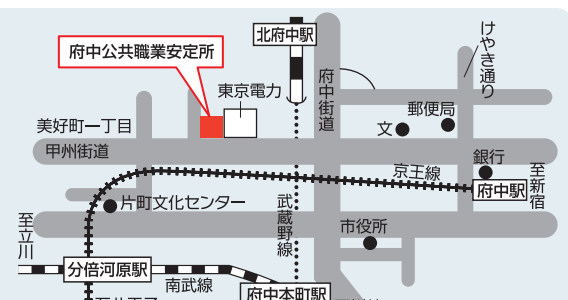 北府中駅
けやき通り
府中公共職業安定所
府中街道
東京電力
郵便局
美好町一丁目
文
甲州街道
銀行
京王線
至新宿
府中駅
片町文化センター
武蔵野線
至立川
市役所
分倍河原駅
南武線
府中本町駅